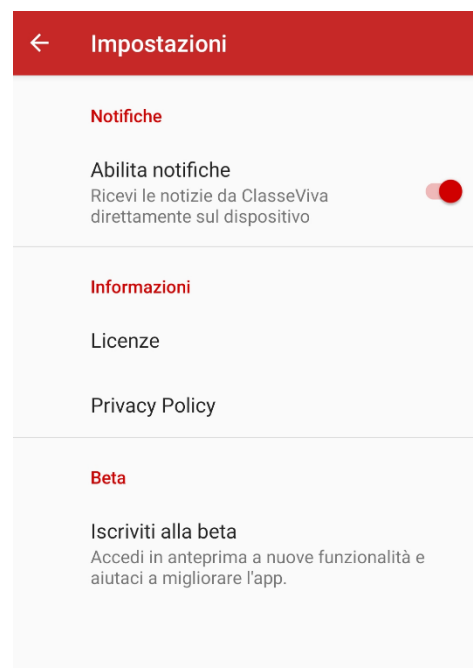 Impostazioni
Notifiche
Abilita notifiche
Ricevi le notizie da ClasseViva
direttamente sul dispositivo
Informazioni
Licenze
Privacy Policy
Beta
Iscriviti alla beta
Accedi in anteprima a nuove funzionalità e
aiutaci a migliorare l'app.